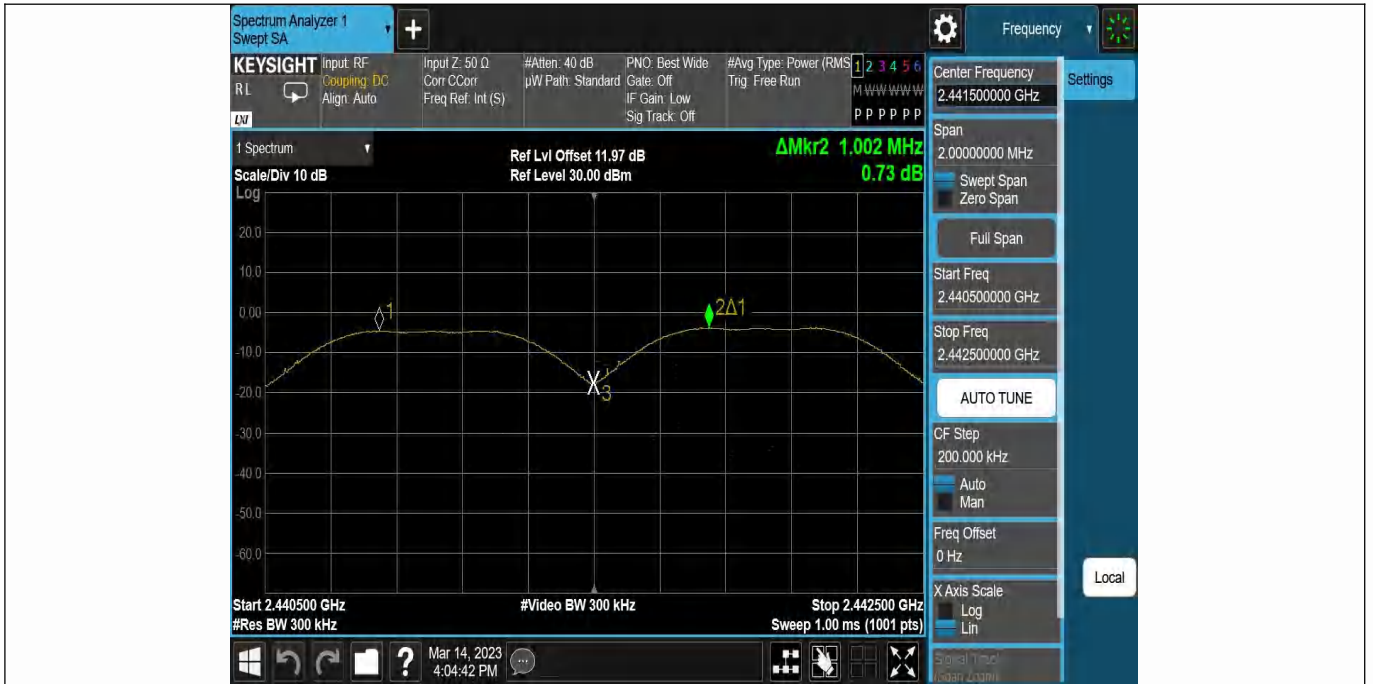 Spectrum Analyzer 1
Swept SA
Frequency
KEYSIGHT
RL
LXI
Input: RF
Coupling: DC
Align: Auto
Input Z: 50 Ω
Corr CCorr
Freq Ref: Int (S)
#Atten: 40 dB
µW Path: Standard
PNO: Best Wide
Gate: Off
IF Gain: Low
Sig Track: Off
#Avg Type: Power (RMS
Trig: Free Run
1 2 3 4 5 6
M W W W W W
P P P P P P
1 Spectrum
Scale/Div 10 dB
Ref Lvl Offset 11.97 dB
Ref Level 30.00 dBm
ΔMkr2 1.002 MHz
0.73 dB
Log
20.0
10.0
0.00
-10.0
-20.0
-30.0
-40.0
-50.0
-60.0
1
2Δ1
3
Start 2.440500 GHz
#Res BW 300 kHz
#Video BW 300 kHz
Stop 2.442500 GHz
Sweep 1.00 ms (1001 pts)
Center Frequency
2.441500000 GHz
Settings
Span
2.00000000 MHz
Swept Span
Zero Span
Full Span
Start Freq
2.440500000 GHz
Stop Freq
2.442500000 GHz
AUTO TUNE
CF Step
200.000 kHz
Auto
Man
Freq Offset
0 Hz
X Axis Scale
Log
Lin
Signal Track
(Span Zoom)
Local
?
Mar 14, 2023
4:04:42 PM